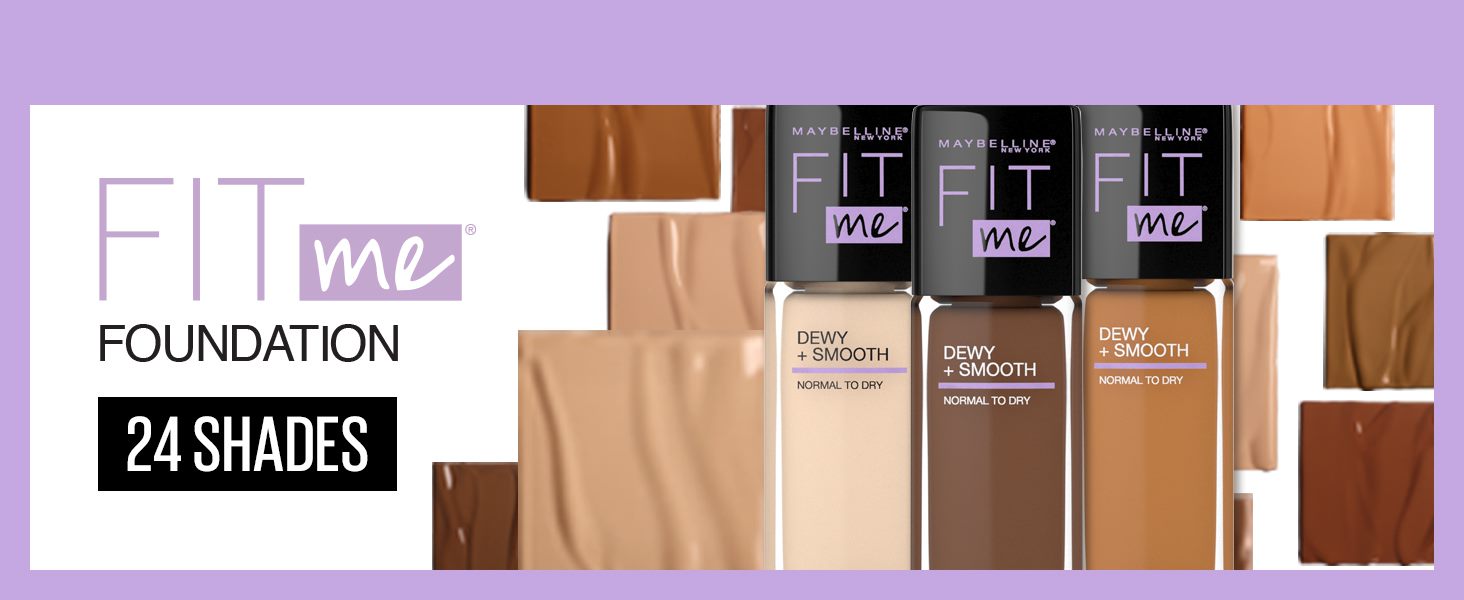 FIT me®
FOUNDATION
24 SHADES
MAYBELLINE®
NEW YORK
FIT
me®
DEWY
+ SMOOTH
NORMAL TO DRY
MAYBELLINE®
NEW YORK
FIT
me®
DEWY
+ SMOOTH
NORMAL TO DRY
MAYBELLINE®
NEW YORK
FIT
me®
DEWY
+ SMOOTH
NORMAL TO DRY